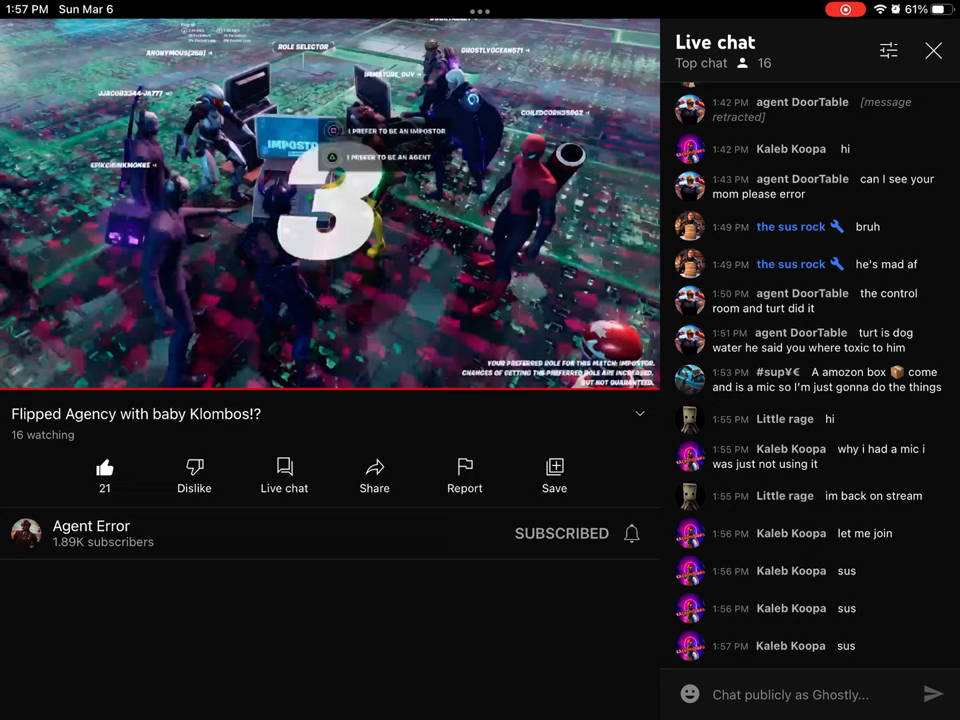 1:57 PM Sun Mar 6
61%
ROLE SELECTOR
ANONYMOUS[258]
GHOSTLYOCEAN571
IMMATURE_GUY
JJACOB3344-JA777
COILEDCORN35862
I PREFER TO BE AN IMPOSTOR
IMPOSTO
I PREFER TO BE AN AGENT
3
YOUR PREFERRED ROLE FOR THIS MATCH: IMPOSTOR.
CHANCES OF GETTING THE PREFERRED ROLE ARE INCREASED,
BUT NOT GUARANTEED.
Flipped Agency with baby Klombos!?
16 watching
21
Dislike
Live chat
Share
Report
Save
Agent Error
1.89K subscribers
SUBSCRIBED
Live chat
Top chat 16
1:42 PM agent DoorTable [message
retracted]
1:42 PM Kaleb Koopa hi
1:43 PM agent DoorTable can I see your
mom please error
1:49 PM the sus rock bruh
1:49 PM the sus rock he's mad af
1:50 PM agent DoorTable the control
room and turt did it
1:51 PM agent DoorTable turt is dog
water he said you where toxic to him
1:53 PM #sup¥€ A amozon box 📦 come
and is a mic so I'm just gonna do the things
1:55 PM Little rage hi
1:55 PM Kaleb Koopa why i had a mic i
was just not using it
1:55 PM Little rage im back on stream
1:56 PM Kaleb Koopa let me join
1:56 PM Kaleb Koopa sus
1:56 PM Kaleb Koopa sus
1:57 PM Kaleb Koopa sus
Chat publicly as Ghostly...